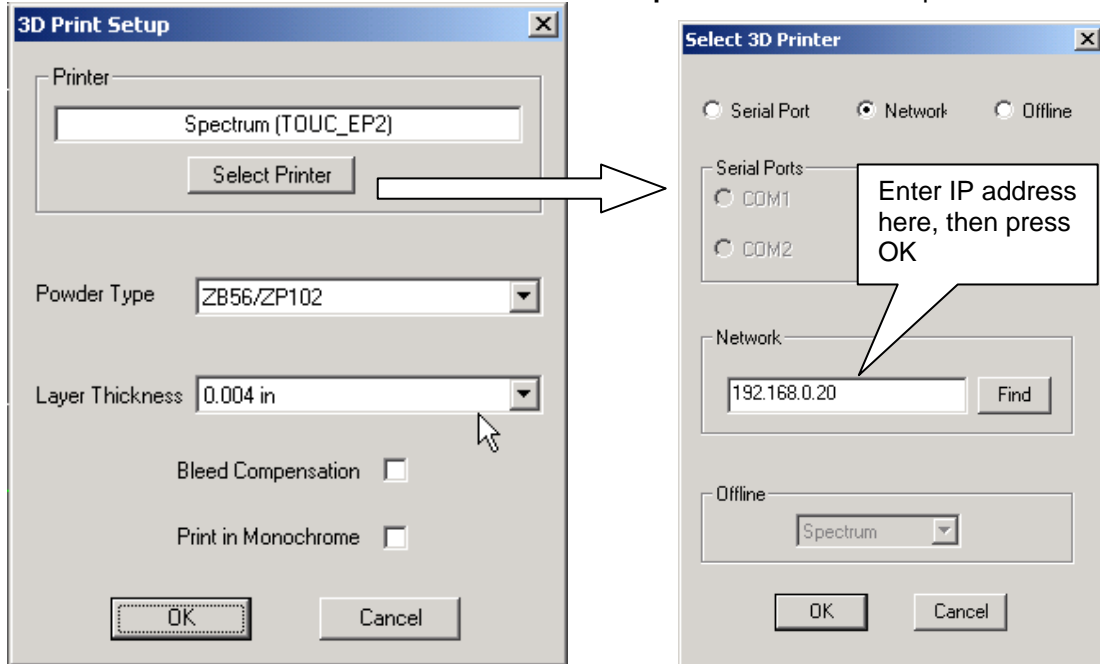 3D Print Setup
Printer
Spectrum (TOUC_EP2)
Select Printer
Powder Type
ZB56/ZP102
Layer Thickness
0.004 in
Bleed Compensation
Print in Monochrome
OK
Cancel
Select 3D Printer
Serial Port
Network
Offline
Serial Ports
COM1
COM2
Enter IP address
here, then press
OK
Network
192.168.0.20
Find
Offline
Spectrum
OK
Cancel